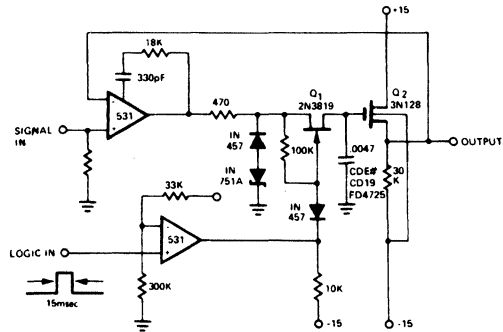 +15
18K
330pF
531
-
+
SIGNAL
IN
470
IN
457
IN
751A
100K
Q1
2N3819
Q2
3N128
.0047
CDE#
CD19
FD4725
OUTPUT
30
K
33K
LOGIC IN
531
-
+
IN
457
300K
10K
15msec
-15
-15